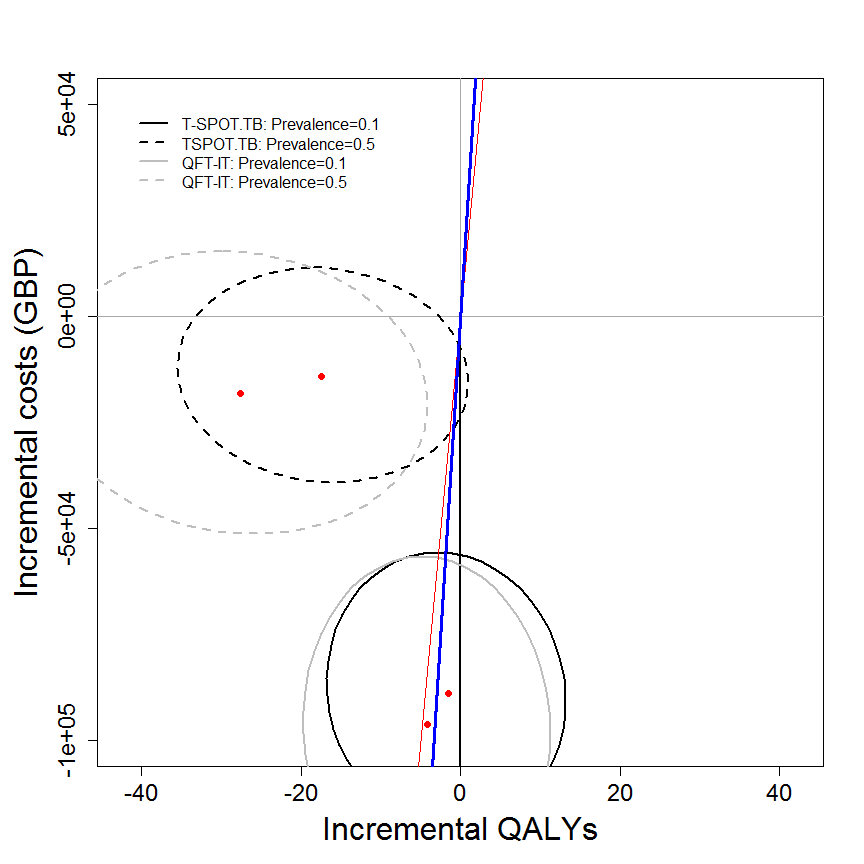 T-SPOT.TB: Prevalence=0.1
TSPOT.TB: Prevalence=0.5
QFT-IT: Prevalence=0.1
QFT-IT: Prevalence=0.5
Incremental costs (GBP)
5e+04
0e+00
-5e+04
-1e+05
-40 -20 0 20 40
Incremental QALYs